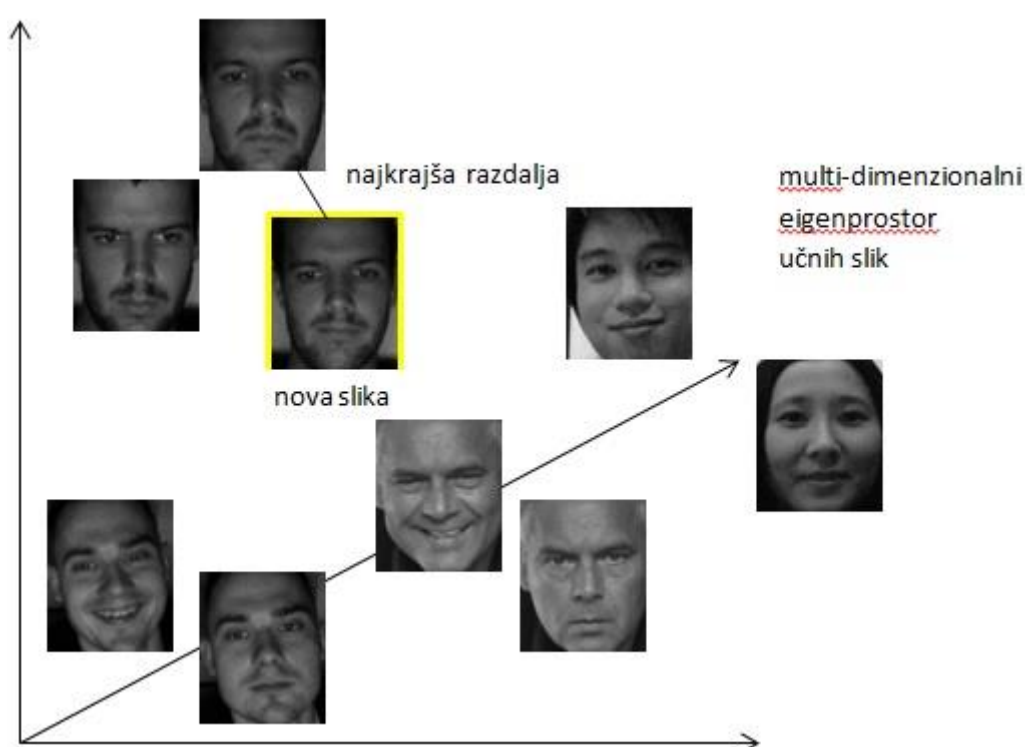 najkrajša razdalja
multi-dimenzionalni
eigenprostor
učnih slik
nova slika